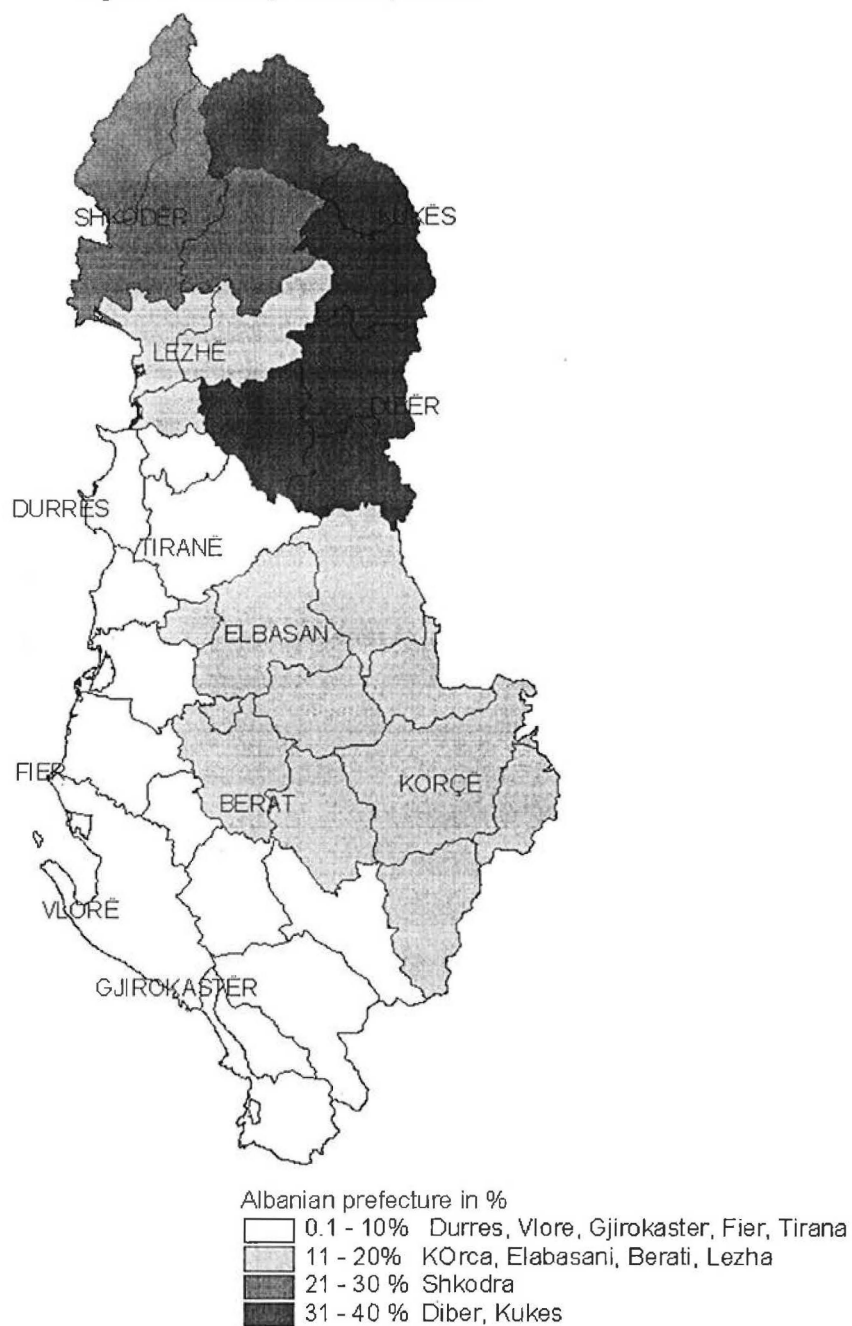 SHKODËR
KUKËS
LEZHË
DIBËR
DURRËS
TIRANË
ELBASAN
FIER
BERAT
KORÇË
VLORË
GJIROKASTËR
Albanian prefecture in %
0.1 - 10% Durres, Vlore, Gjirokaster, Fier, Tirana
11 - 20% KOrca, Elabasani, Berati, Lezha
21 - 30 % Shkodra
31 - 40 % Diber, Kukes